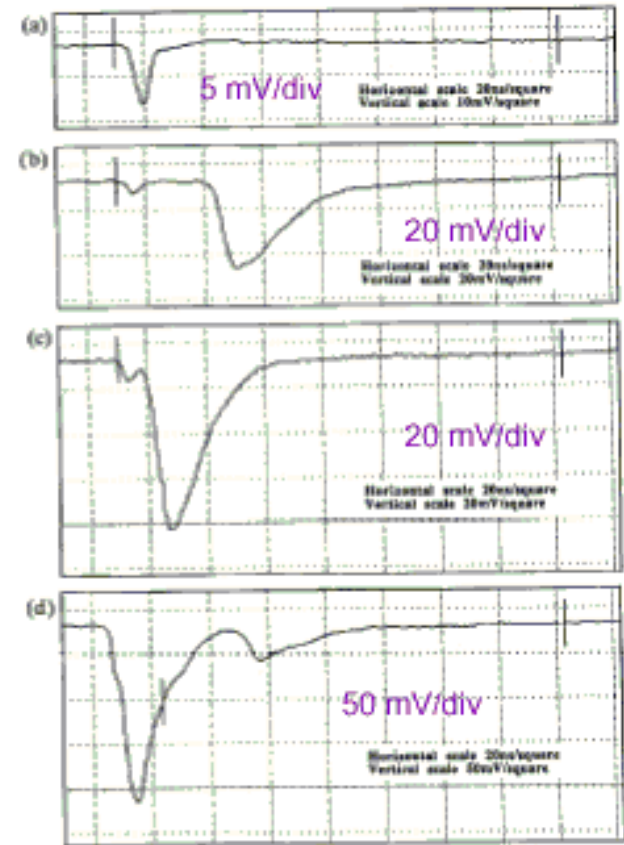 (a)
5 mV/div
Horizontal scale 20ns/square
Vertical scale 10mV/square
(b)
20 mV/div
Horizontal scale 20ns/square
Vertical scale 20mV/square
(c)
20 mV/div
Horizontal scale 20ns/square
Vertical scale 20mV/square
(d)
50 mV/div
Horizontal scale 20ns/square
Vertical scale 50mV/square